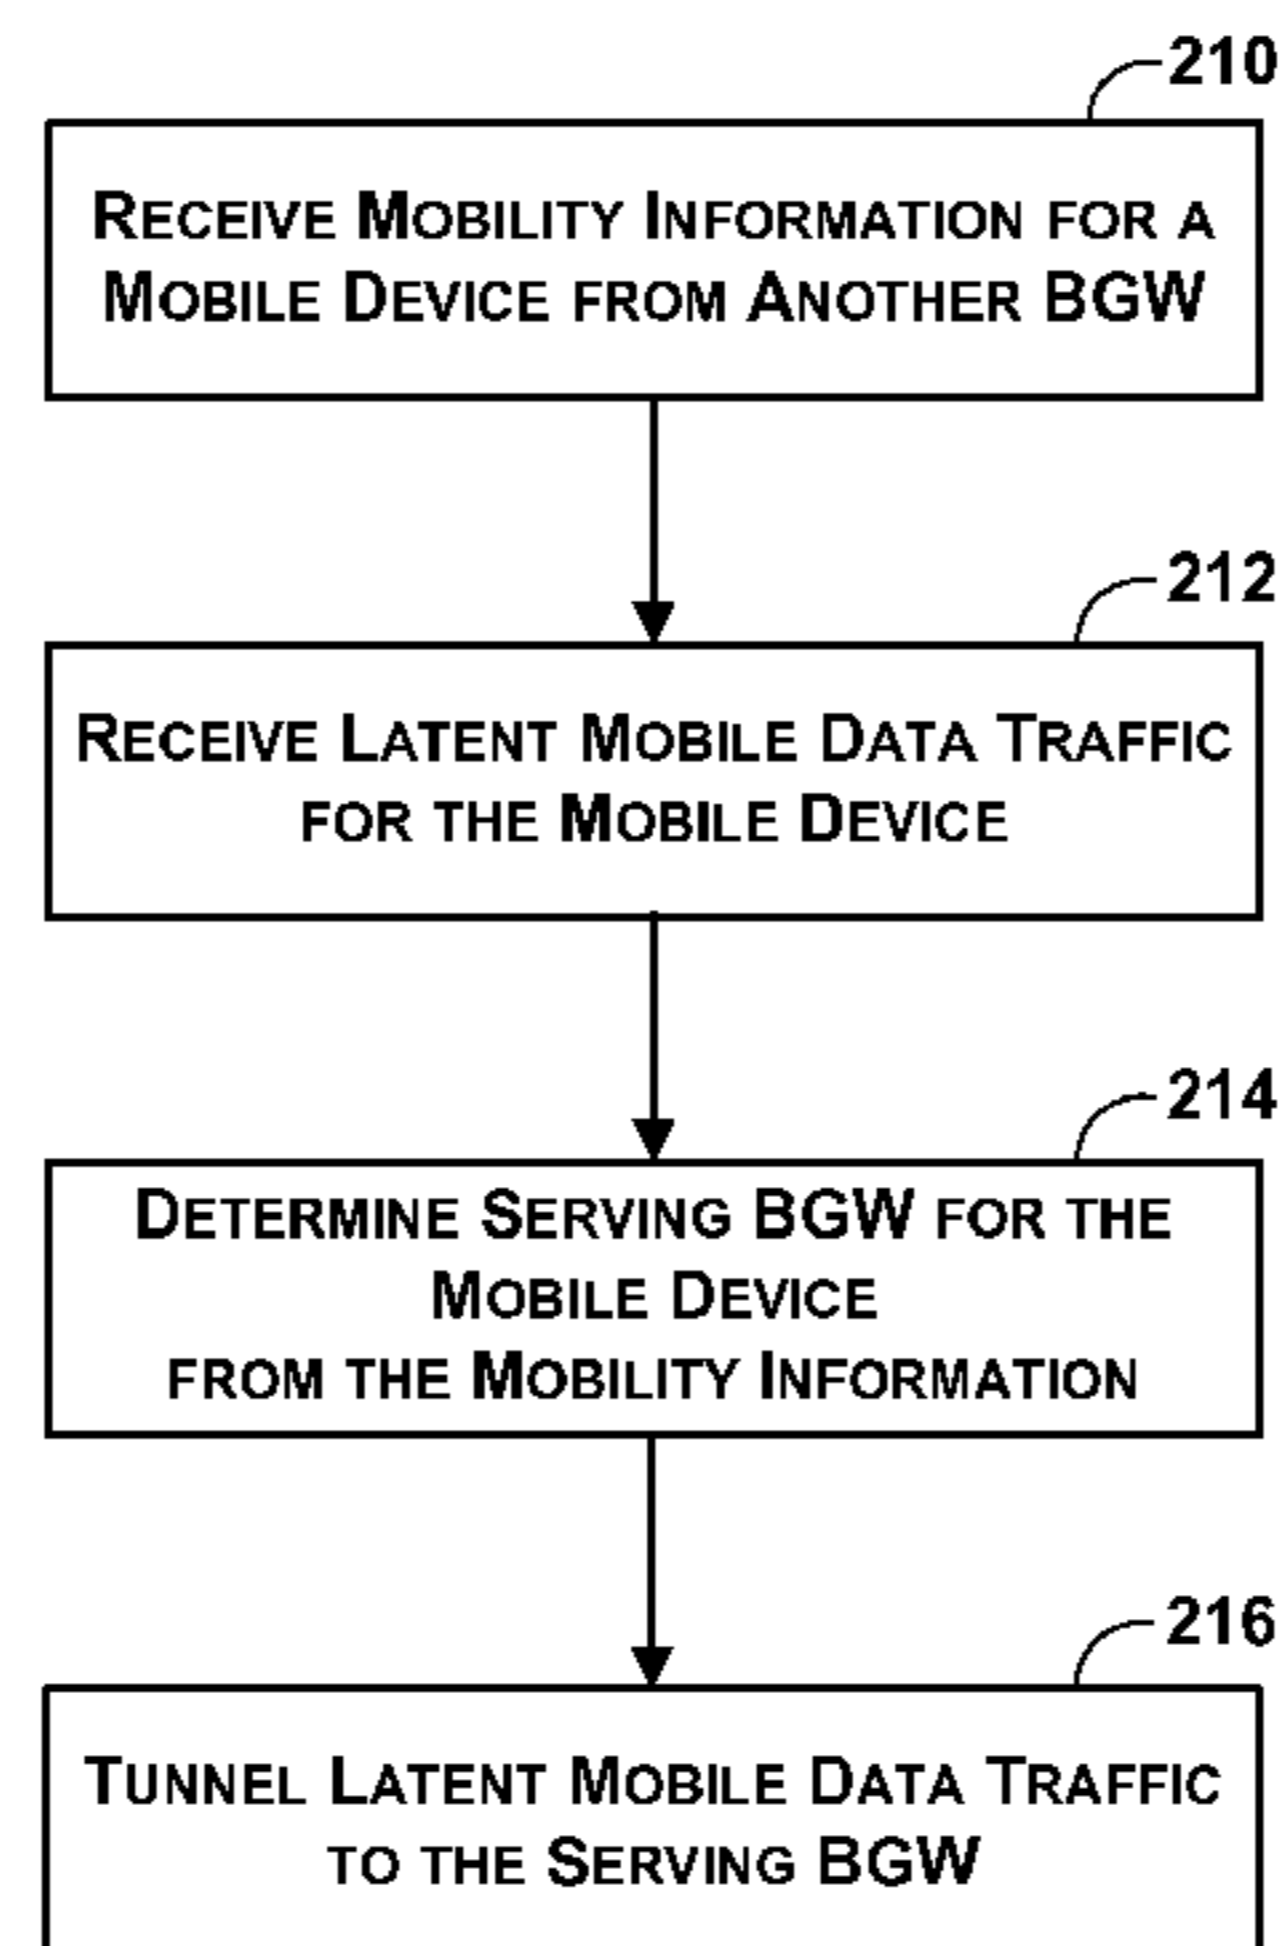 210
RECEIVE MOBILITY INFORMATION FOR A
MOBILE DEVICE FROM ANOTHER BGW
212
RECEIVE LATENT MOBILE DATA TRAFFIC
FOR THE MOBILE DEVICE
214
DETERMINE SERVING BGW FOR THE
MOBILE DEVICE
FROM THE MOBILITY INFORMATION
216
TUNNEL LATENT MOBILE DATA TRAFFIC
TO THE SERVING BGW